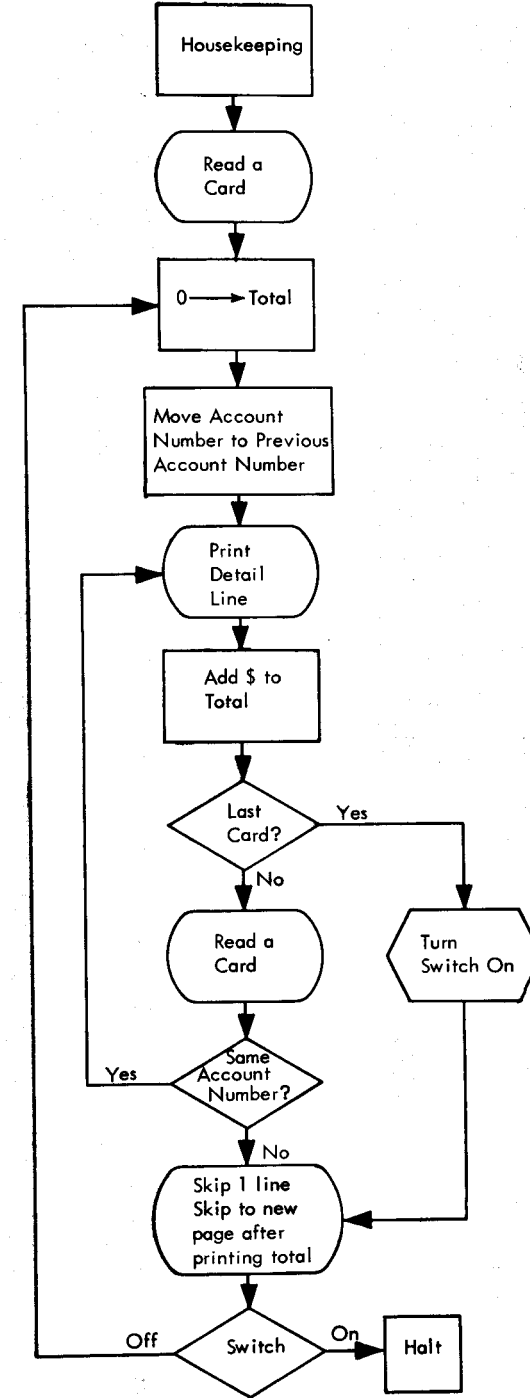 Housekeeping
Read a
Card
0 → Total
Move Account
Number to Previous
Account Number
Print
Detail
Line
Add $ to
Total
Last
Card?
Yes
No
Read a
Card
Turn
Switch On
Same
Account
Number?
Yes
No
Skip 1 line
Skip to new
page after
printing total
Off
Switch
On
Halt